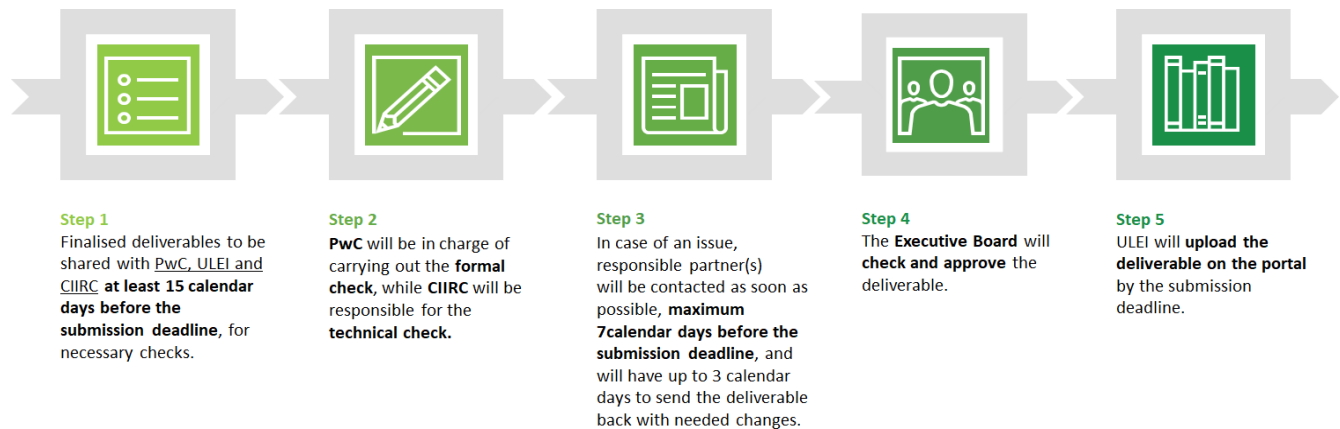 Step 1
Finalised deliverables to be
shared with PwC, ULEI and
CIIRC at least 15 calendar
days before the
submission deadline, for
necessary checks.
Step 2
PwC will be in charge of
carrying out the formal
check, while CIIRC will be
responsible for the
technical check.
Step 3
In case of an issue,
responsible partner(s)
will be contacted as soon as
possible, maximum
7calendar days before the
submission deadline, and
will have up to 3 calendar
days to send the deliverable
back with needed changes.
Step 4
The Executive Board will
check and approve the
deliverable.
Step 5
ULEI will upload the
deliverable on the portal
by the submission
deadline.